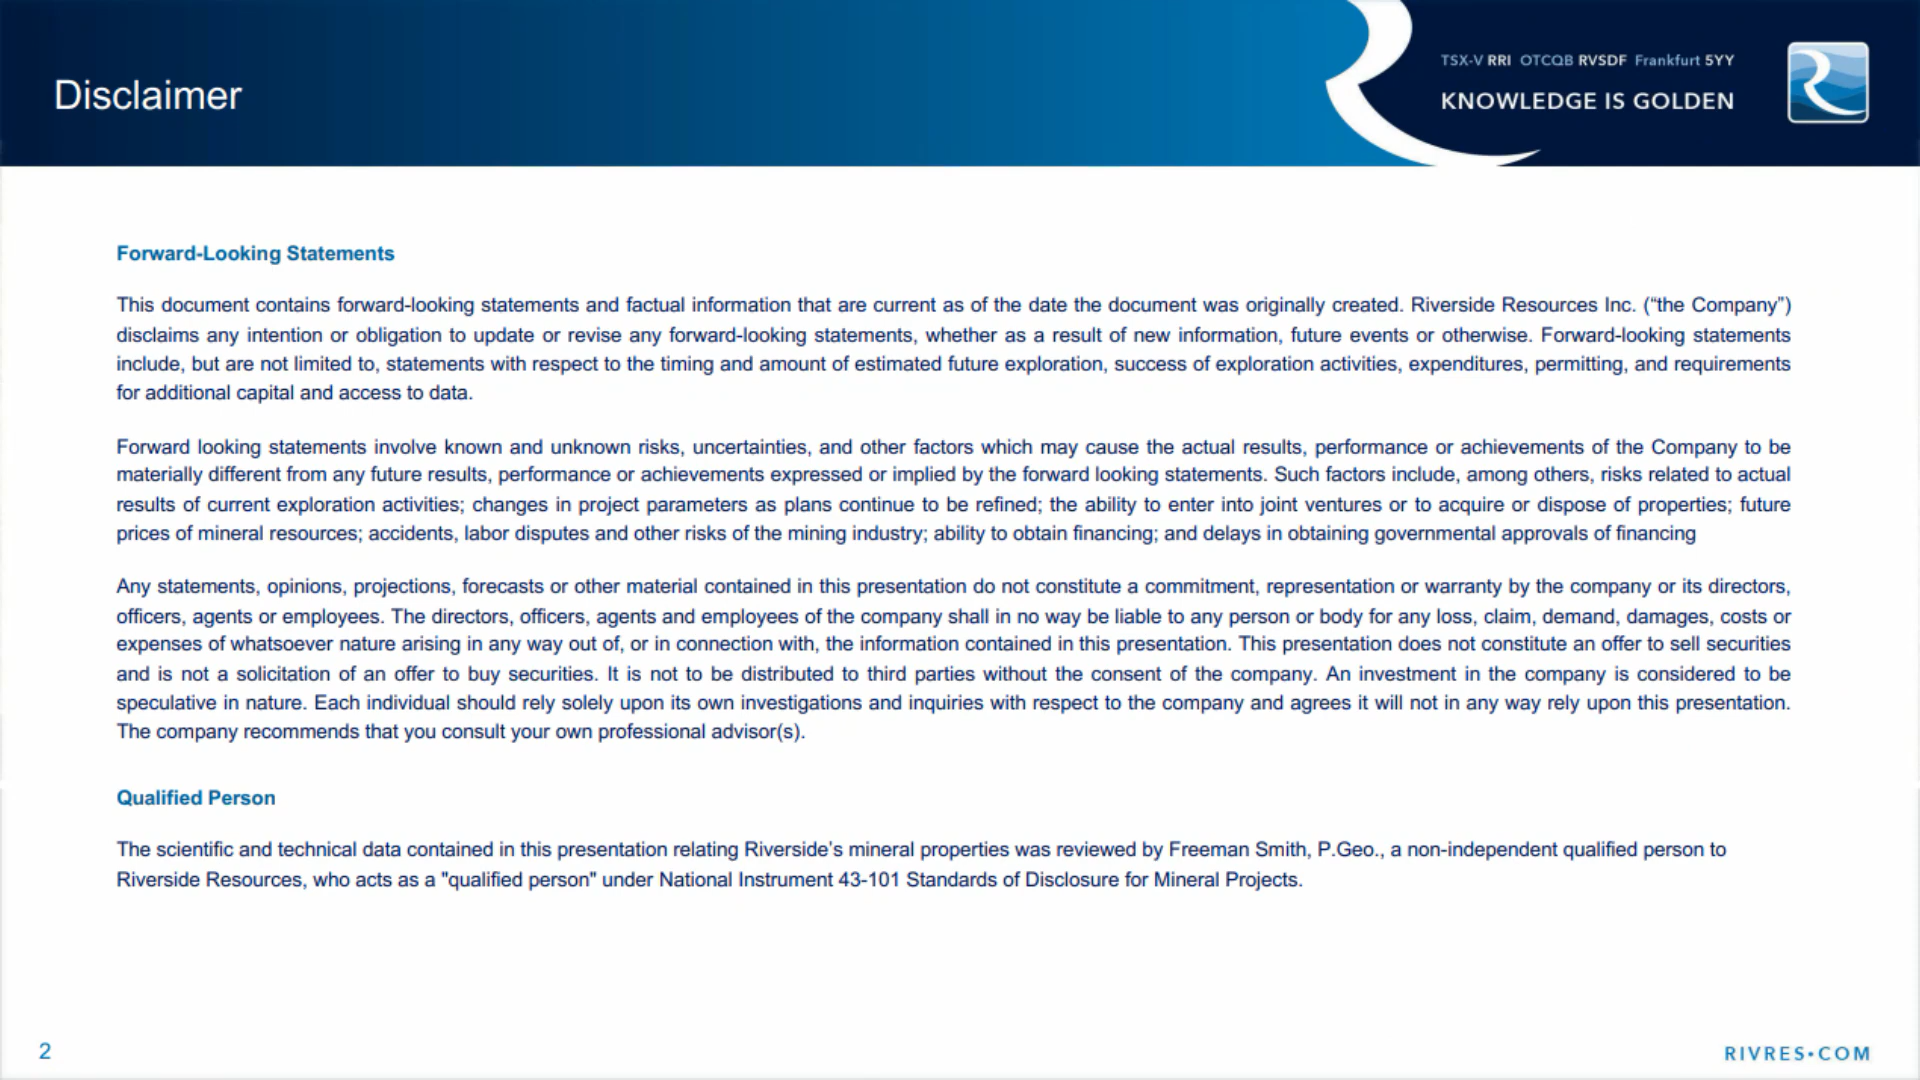 Disclaimer
TSX-V RRI OTCQB RVSDF Frankfurt 5YY
KNOWLEDGE IS GOLDEN
Forward-Looking Statements
This document contains forward-looking statements and factual information that are current as of the date the document was originally created. Riverside Resources Inc. (“the Company”)
disclaims any intention or obligation to update or revise any forward-looking statements, whether as a result of new information, future events or otherwise. Forward-looking statements
include, but are not limited to, statements with respect to the timing and amount of estimated future exploration, success of exploration activities, expenditures, permitting, and requirements
for additional capital and access to data.
Forward looking statements involve known and unknown risks, uncertainties, and other factors which may cause the actual results, performance or achievements of the Company to be
materially different from any future results, performance or achievements expressed or implied by the forward looking statements. Such factors include, among others, risks related to actual
results of current exploration activities; changes in project parameters as plans continue to be refined; the ability to enter into joint ventures or to acquire or dispose of properties; future
prices of mineral resources; accidents, labor disputes and other risks of the mining industry; ability to obtain financing; and delays in obtaining governmental approvals of financing
Any statements, opinions, projections, forecasts or other material contained in this presentation do not constitute a commitment, representation or warranty by the company or its directors,
officers, agents or employees. The directors, officers, agents and employees of the company shall in no way be liable to any person or body for any loss, claim, demand, damages, costs or
expenses of whatsoever nature arising in any way out of, or in connection with, the information contained in this presentation. This presentation does not constitute an offer to sell securities
and is not a solicitation of an offer to buy securities. It is not to be distributed to third parties without the consent of the company. An investment in the company is considered to be
speculative in nature. Each individual should rely solely upon its own investigations and inquiries with respect to the company and agrees it will not in any way rely upon this presentation.
The company recommends that you consult your own professional advisor(s).
Qualified Person
The scientific and technical data contained in this presentation relating Riverside’s mineral properties was reviewed by Freeman Smith, P.Geo., a non-independent qualified person to
Riverside Resources, who acts as a "qualified person" under National Instrument 43-101 Standards of Disclosure for Mineral Projects.
2
RIVRES•COM